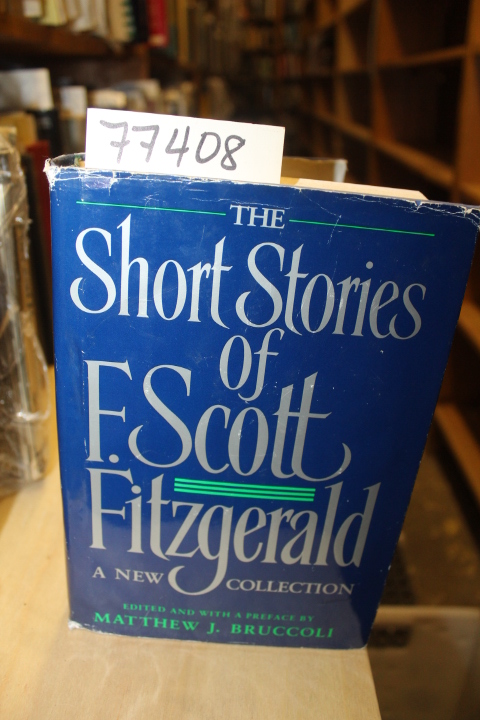 77408
THE
Short Stories
of
F. Scott
Fitzgerald
A NEW COLLECTION
EDITED AND WITH A PREFACE BY
MATTHEW J. BRUCCOLI